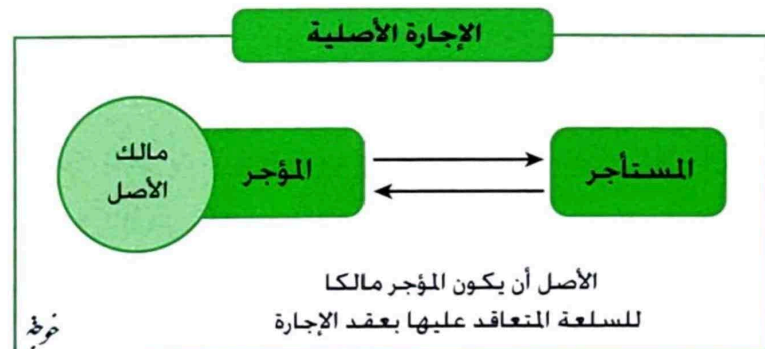 الإجارة الأصلية
المستأجر
المؤجر
مالك
الأصل
الأصل أن يكون المؤجر مالكا
للسلعة المتعاقد عليها بعقد الإجارة